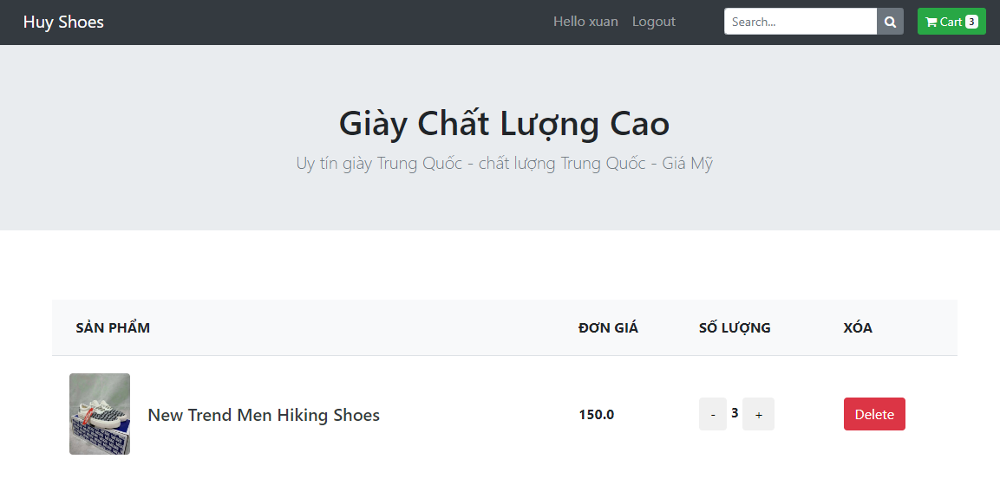 Huy Shoes Hello xuan Logout Search... Cart 3
Giày Chất Lượng Cao
Uy tín giày Trung Quốc - chất lượng Trung Quốc - Giá Mỹ
SẢN PHẨM ĐƠN GIÁ SỐ LƯỢNG XÓA
New Trend Men Hiking Shoes 150.0 - 3 + Delete